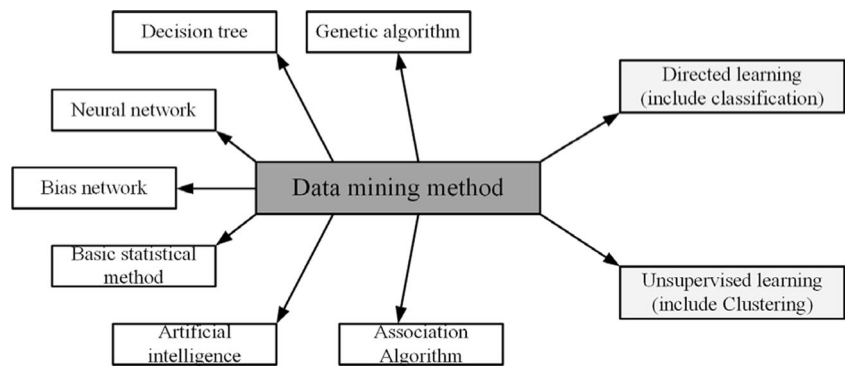 Decision tree
Genetic algorithm
Directed learning
(include classification)
Neural network
Bias network
Data mining method
Basic statistical
method
Unsupervised learning
(include Clustering)
Artificial
intelligence
Association
Algorithm